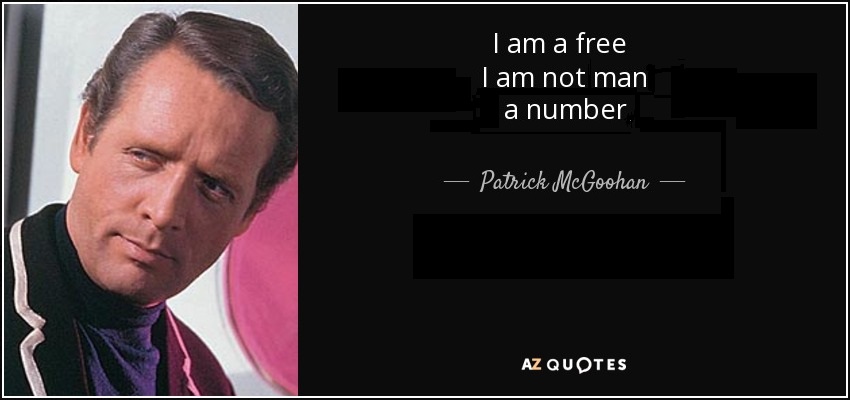 I am a free
I am not man
a number
Patrick McGoohan
AZ QUOTES